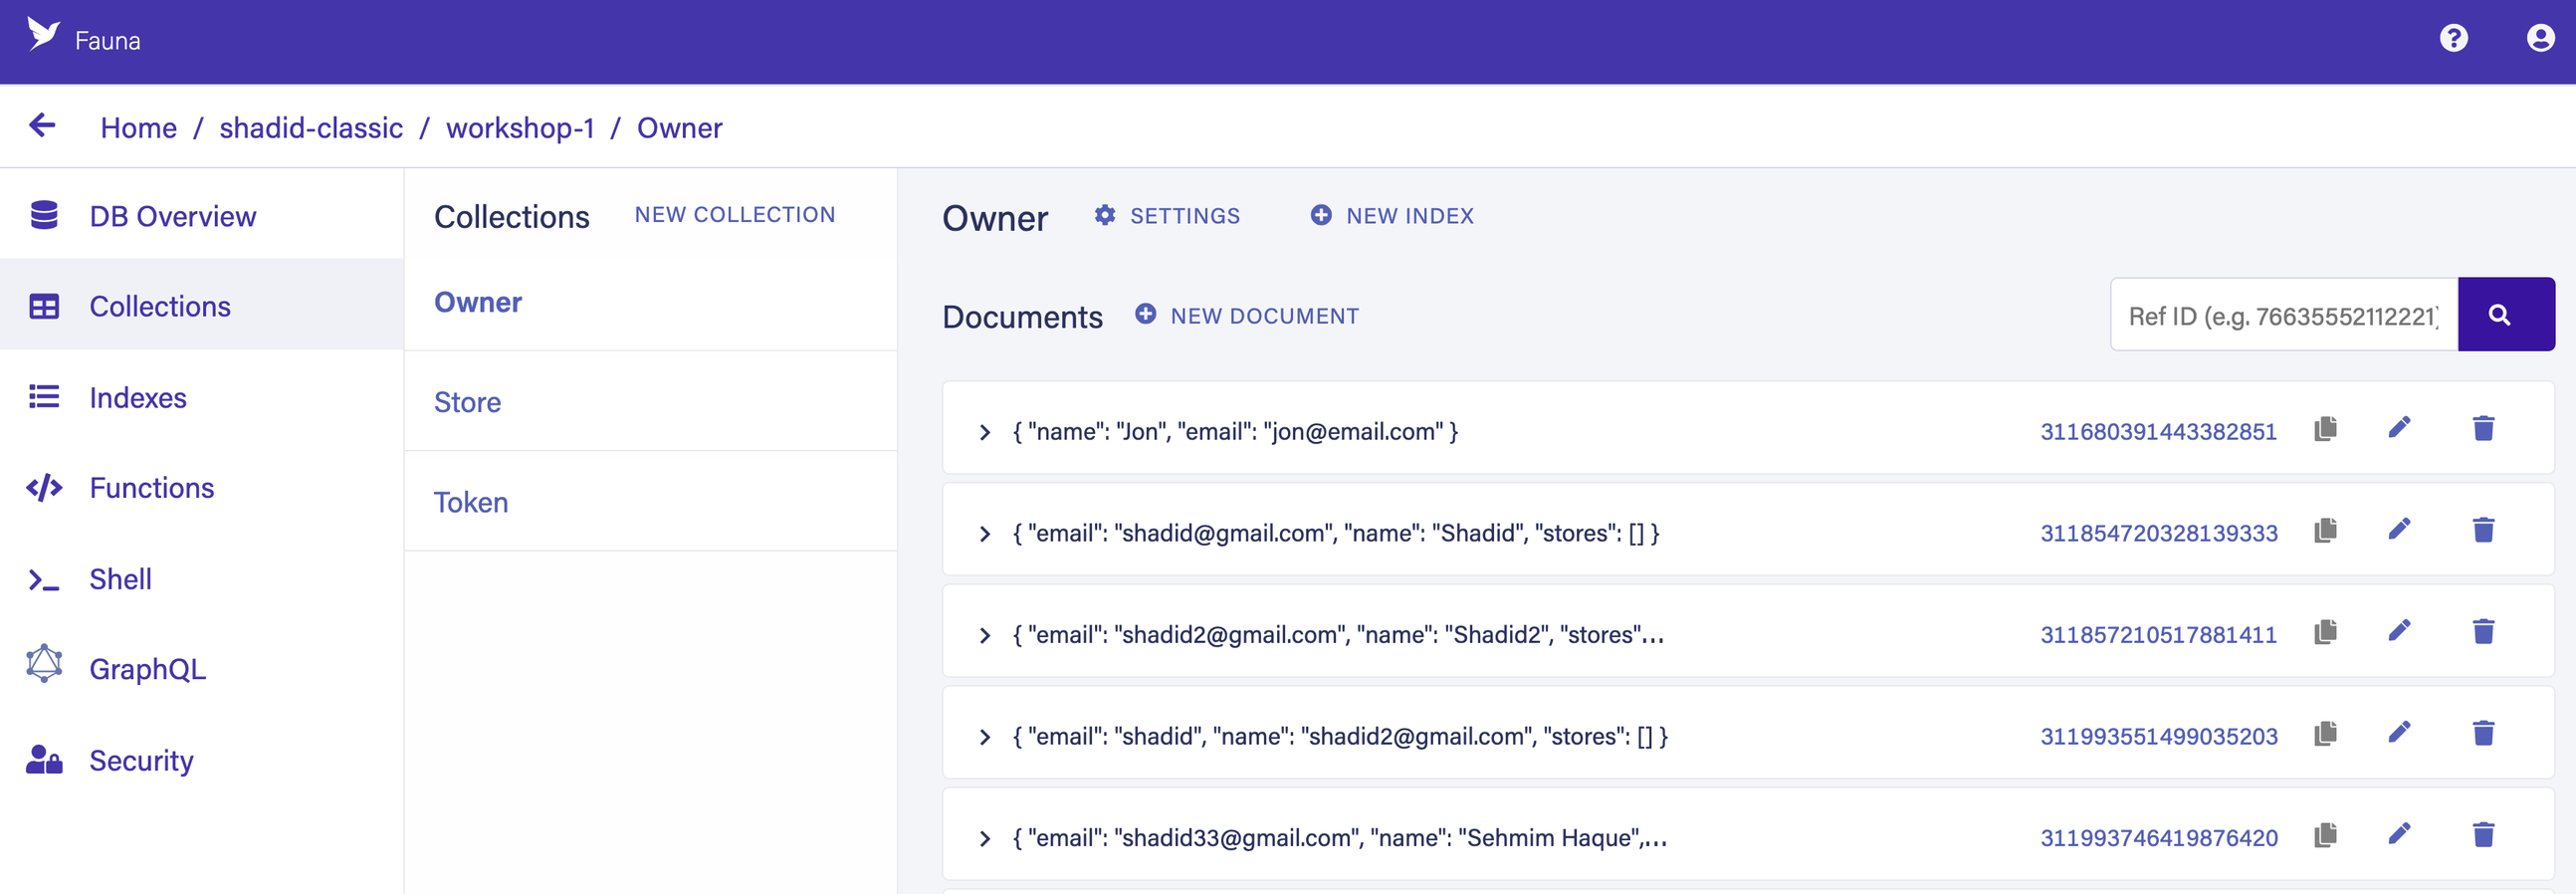 Fauna
Home / shadid-classic / workshop-1 / Owner
DB Overview
Collections
Indexes
Functions
Shell
GraphQL
Security
Collections NEW COLLECTION
Owner
Store
Token
Owner SETTINGS NEW INDEX
Documents NEW DOCUMENT
Ref ID (e.g. 76635552112221)
{ "name": "Jon", "email": "jon@email.com" } 311680391443382851
{ "email": "shadid@gmail.com", "name": "Shadid", "stores": [] } 311854720328139333
{ "email": "shadid2@gmail.com", "name": "Shadid2", "stores"... 311857210517881411
{ "email": "shadid", "name": "shadid2@gmail.com", "stores": [] } 311993551499035203
{ "email": "shadid33@gmail.com", "name": "Sehmim Haque",... 311993746419876420